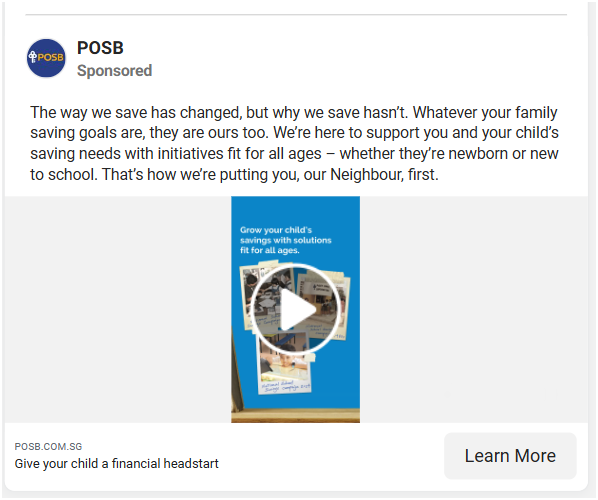 POSB
POSB
Sponsored
The way we save has changed, but why we save hasn't. Whatever your family
saving goals are, they are ours too. We're here to support you and your child's
saving needs with initiatives fit for all ages – whether they're newborn or new
to school. That's how we're putting you, our Neighbour, first.
Grow your child's
savings with solutions
fit for all ages.
POSB.COM.SG
Give your child a financial headstart
Learn More